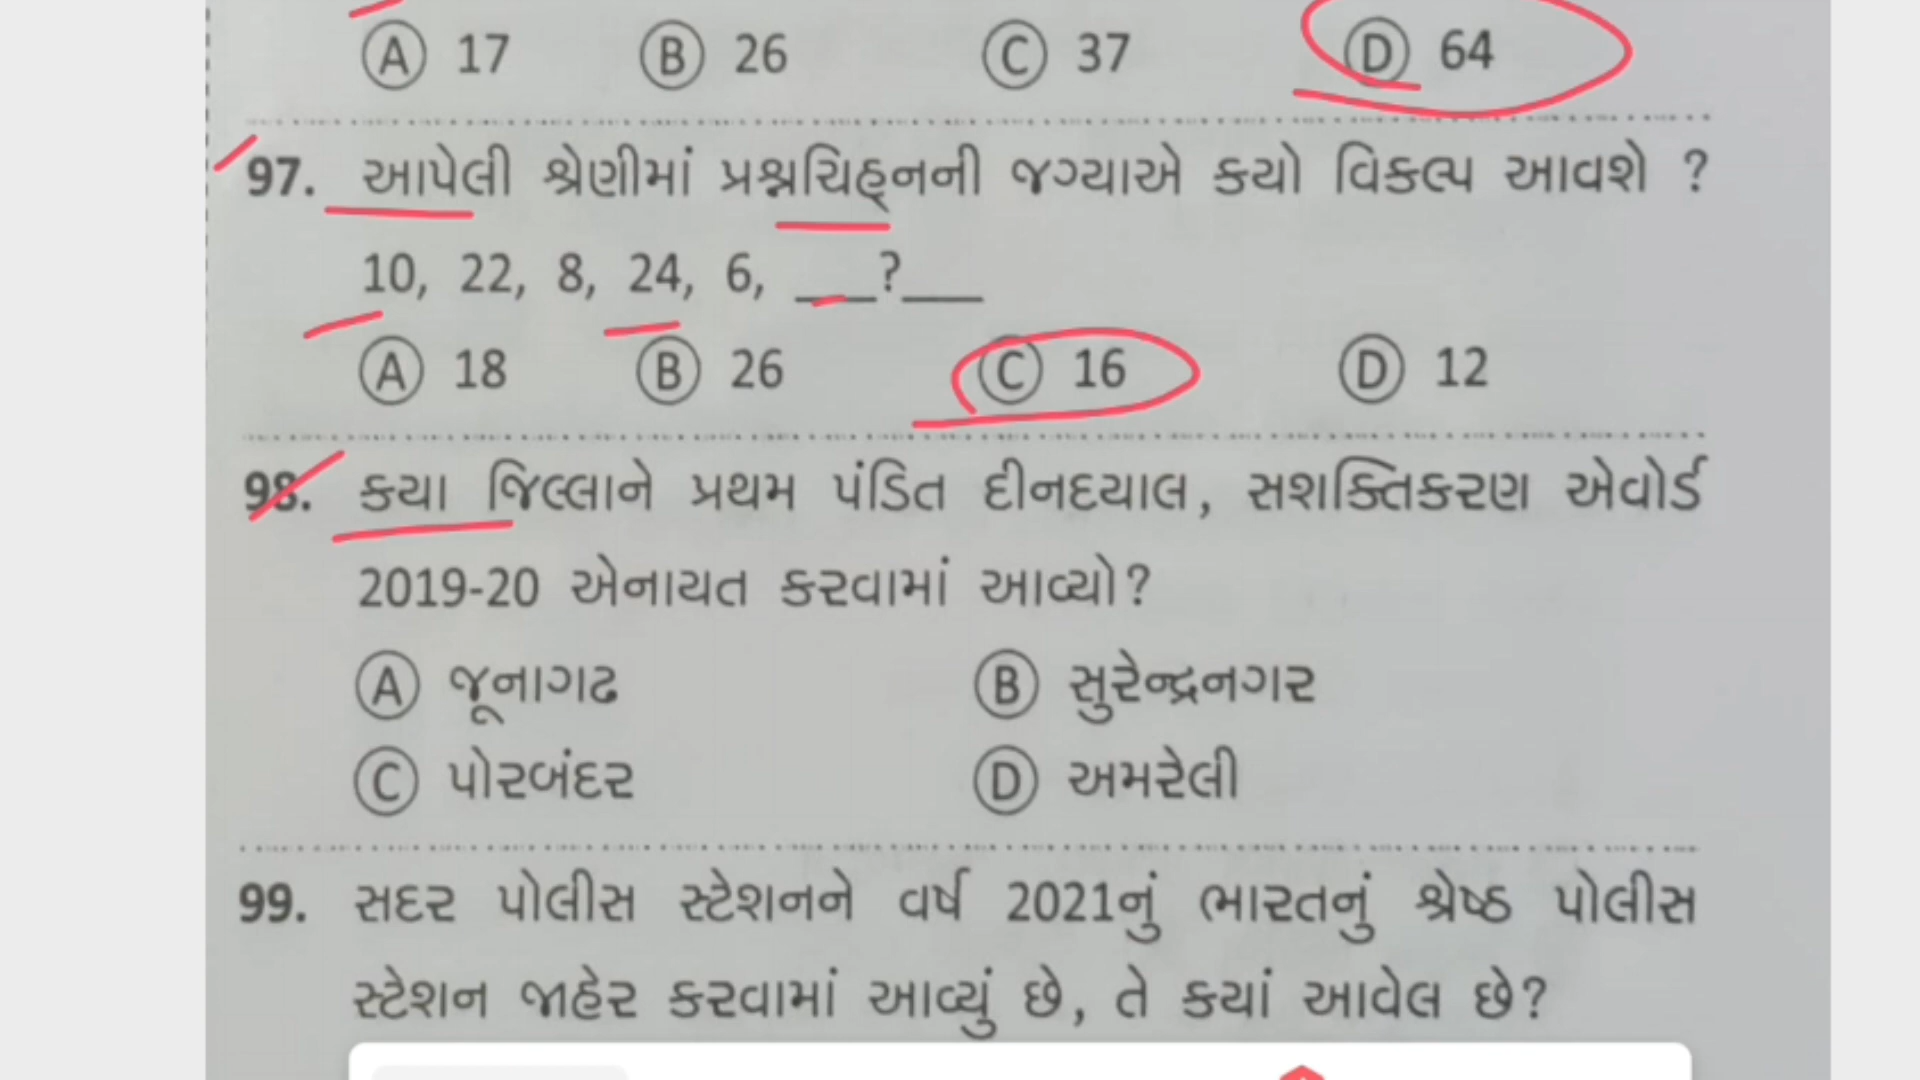 A 17 B 26 C 37 D 64
97. આપેલી શ્રેણીમાં પ્રશ્નચિહ્નની જગ્યાએ કયો વિકલ્પ આવશે ?
10, 22, 8, 24, 6, ___?___
A 18 B 26 C 16 D 12
98. કયા જિલ્લાને પ્રથમ પંડિત દીનદયાલ, સશક્તિકરણ એવોર્ડ
2019-20 એનાયત કરવામાં આવ્યો?
A જૂનાગઢ B સુરેન્દ્રનગર
C પોરબંદર D અમરેલી
99. સદર પોલીસ સ્ટેશનને વર્ષ 2021નું ભારતનું શ્રેષ્ઠ પોલીસ
સ્ટેશન જાહેર કરવામાં આવ્યું છે, તે કયાં આવેલ છે?